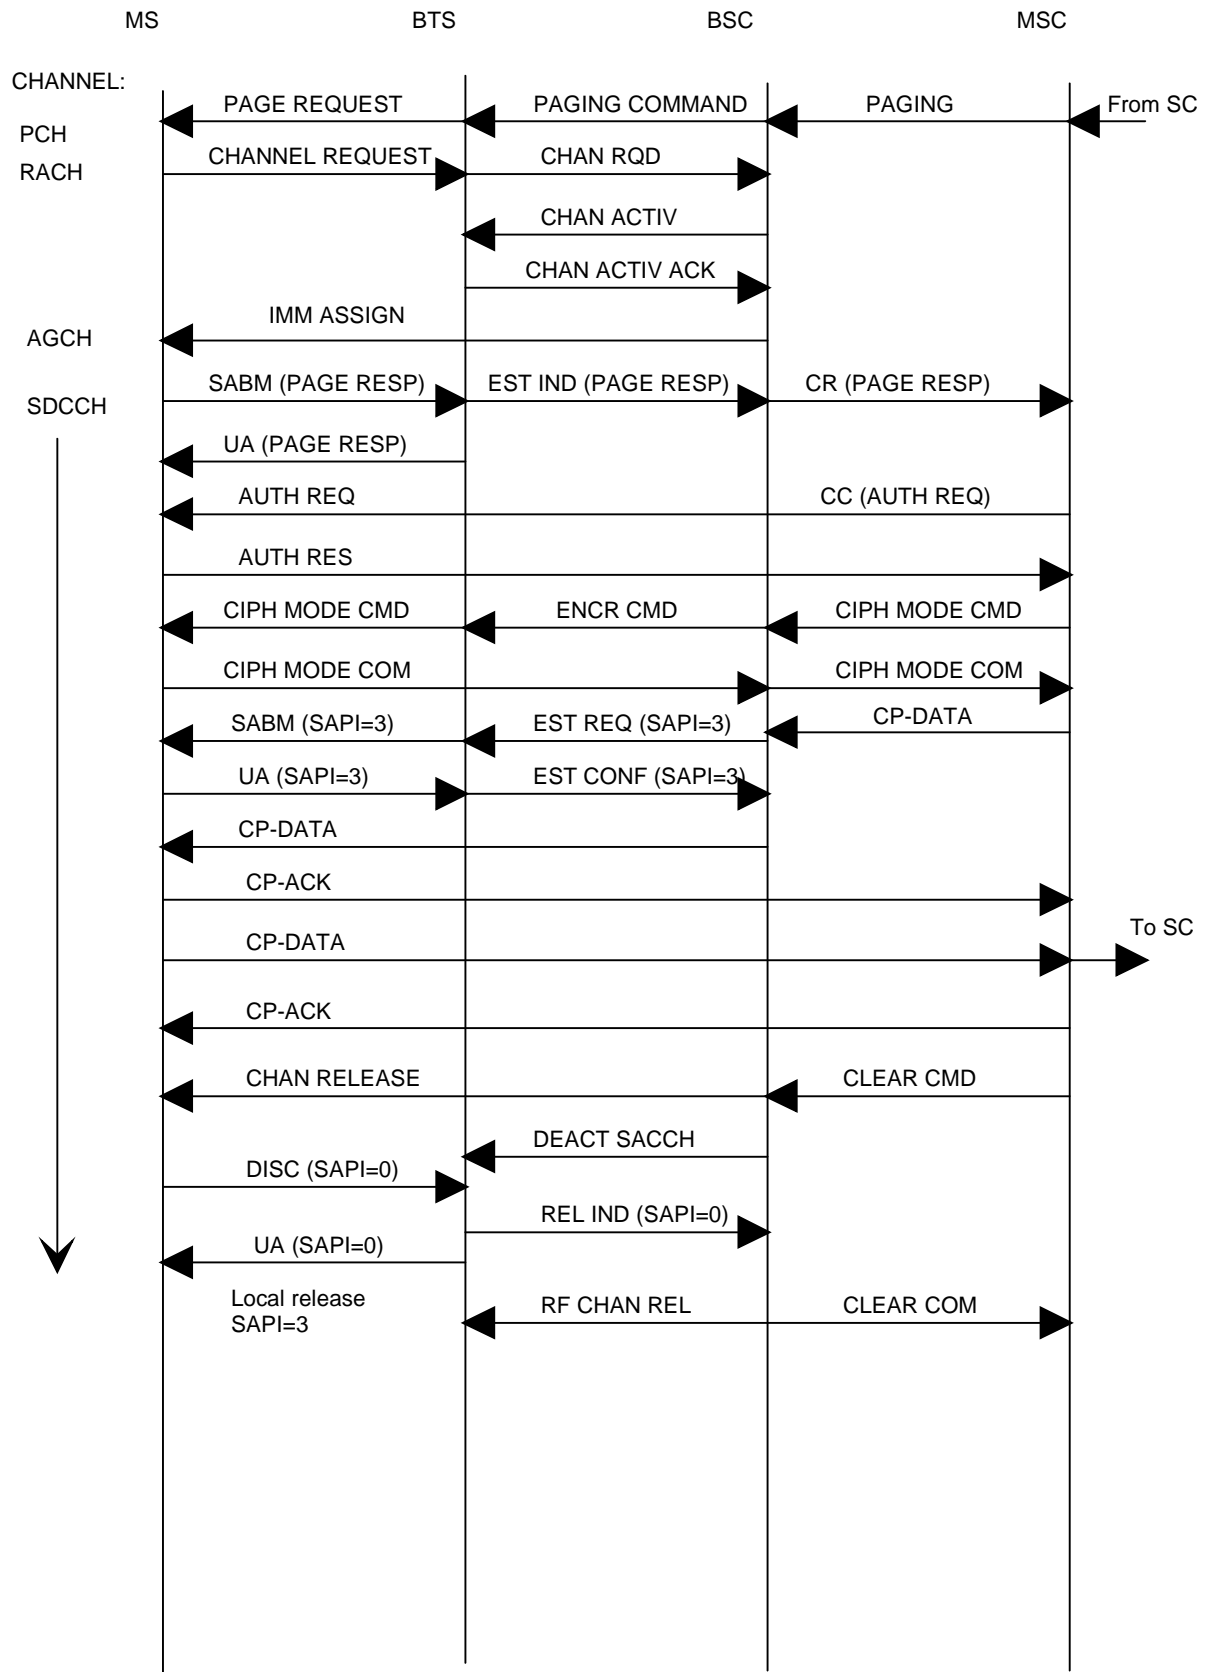 MS BTS BSC MSC
CHANNEL:
PAGE REQUEST PAGING COMMAND PAGING From SC
PCH
CHANNEL REQUEST CHAN RQD
RACH
CHAN ACTIV
CHAN ACTIV ACK
IMM ASSIGN
AGCH
SABM (PAGE RESP) EST IND (PAGE RESP) CR (PAGE RESP)
SDCCH
UA (PAGE RESP)
AUTH REQ CC (AUTH REQ)
AUTH RES
CIPH MODE CMD ENCR CMD CIPH MODE CMD
CIPH MODE COM CIPH MODE COM
SABM (SAPI=3) EST REQ (SAPI=3) CP-DATA
UA (SAPI=3) EST CONF (SAPI=3)
CP-DATA
CP-ACK
To SC
CP-DATA
CP-ACK
CHAN RELEASE CLEAR CMD
DEACT SACCH
DISC (SAPI=0)
REL IND (SAPI=0)
UA (SAPI=0)
Local release RF CHAN REL CLEAR COM
SAPI=3